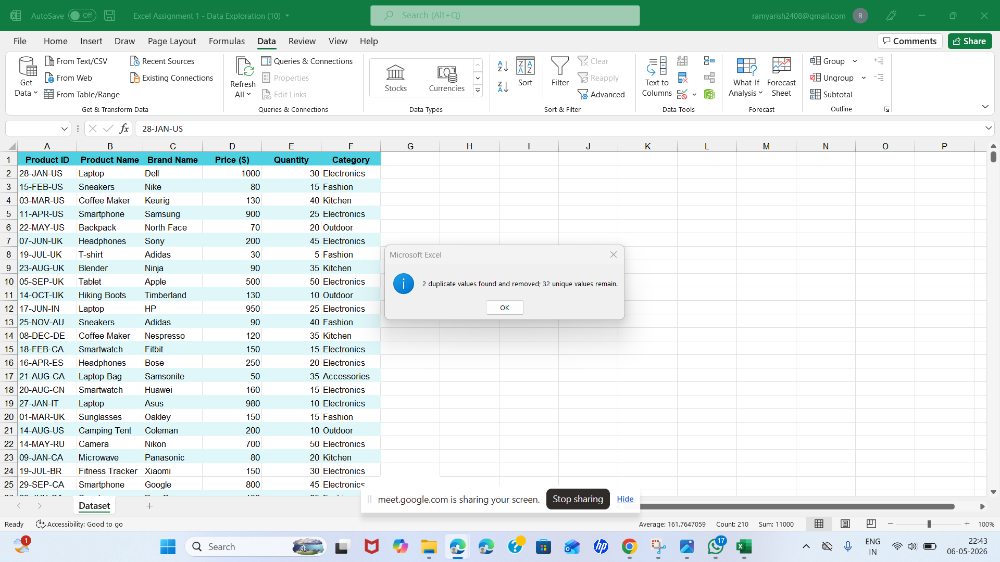 AutoSave Off Excel Assignment 1 - Data Exploration (10) Search (Alt+Q) ramyarish2408@gmail.com R
File Home Insert Draw Page Layout Formulas Data Review View Help Comments Share
Get Data From Text/CSV From Web From Table/Range Recent Sources Existing Connections
Get & Transform Data
Refresh All Queries & Connections Properties Edit Links
Queries & Connections
Stocks Currencies
Data Types
Sort Filter Clear Reapply Advanced
Sort & Filter
Text to Columns
Data Tools
What-If Analysis Forecast Sheet
Forecast
Group Ungroup Subtotal
Outline
fx 28-JAN-US
A B C D E F G H I J K L M N O P
1 Product ID Product Name Brand Name Price ($) Quantity Category
2 28-JAN-US Laptop Dell 1000 30 Electronics
3 15-FEB-US Sneakers Nike 80 15 Fashion
4 03-MAR-US Coffee Maker Keurig 130 40 Kitchen
5 11-APR-US Smartphone Samsung 900 25 Electronics
6 22-MAY-US Backpack North Face 70 20 Outdoor
7 07-JUN-UK Headphones Sony 200 45 Electronics
8 19-JUL-UK T-shirt Adidas 30 5 Fashion
9 23-AUG-UK Blender Ninja 90 35 Kitchen
10 05-SEP-UK Tablet Apple 500 50 Electronics
11 14-OCT-UK Hiking Boots Timberland 130 10 Outdoor
12 17-JUN-IN Laptop HP 950 25 Electronics
13 25-NOV-AU Sneakers Adidas 90 40 Fashion
14 08-DEC-DE Coffee Maker Nespresso 120 35 Kitchen
15 18-FEB-CA Smartwatch Fitbit 150 15 Electronics
16 16-APR-ES Headphones Bose 250 20 Electronics
17 21-AUG-CA Laptop Bag Samsonite 50 35 Accessories
18 20-AUG-CN Smartwatch Huawei 160 15 Electronics
19 27-JAN-IT Laptop Asus 980 10 Electronics
20 01-MAR-UK Sunglasses Oakley 150 15 Fashion
21 14-AUG-US Camping Tent Coleman 200 10 Outdoor
22 14-MAY-RU Camera Nikon 700 50 Electronics
23 09-JAN-CA Microwave Panasonic 80 20 Kitchen
24 19-JUL-BR Fitness Tracker Xiaomi 150 30 Electronics
25 29-SEP-CA Smartphone Google 800 45 Electronics
Microsoft Excel
2 duplicate values found and removed; 32 unique values remain.
OK
meet.google.com is sharing your screen. Stop sharing Hide
Dataset
Ready Accessibility: Good to go Average: 161.7647059 Count: 210 Sum: 11000 100%
1 Search hp 17 ENG IN 22:43
06-05-2026